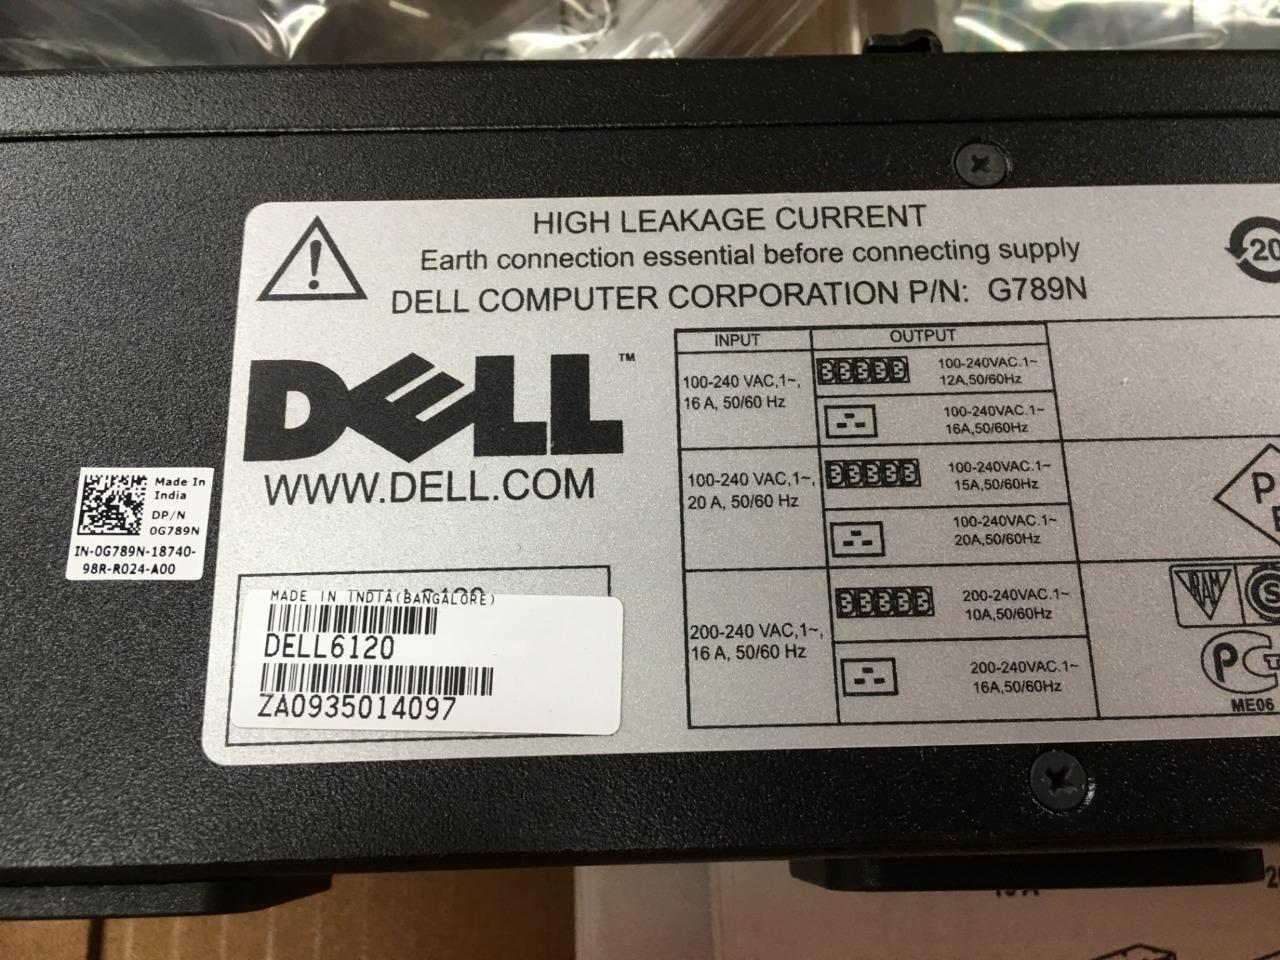 HIGH LEAKAGE CURRENT
Earth connection essential before connecting supply
DELL COMPUTER CORPORATION P/N: G789N
20
DELL™
WWW.DELL.COM
INPUT OUTPUT
100-240 VAC,1~,
16 A, 50/60 Hz
100-240VAC.1~
12A,50/60Hz
100-240VAC.1~
16A,50/60Hz
100-240 VAC,1~,
20 A, 50/60 Hz
100-240VAC.1~
15A,50/60Hz
100-240VAC.1~
20A,50/60Hz
200-240 VAC,1~,
16 A, 50/60 Hz
200-240VAC.1~
10A,50/60Hz
200-240VAC.1~
16A,50/60Hz
Made In
India
DP/N
0G789N
IN-0G789N-18740-
98R-R024-A00
MADE IN INDIA(BANGALORE)
DELL6120
ZA0935014097
P
RAM
S
ME06